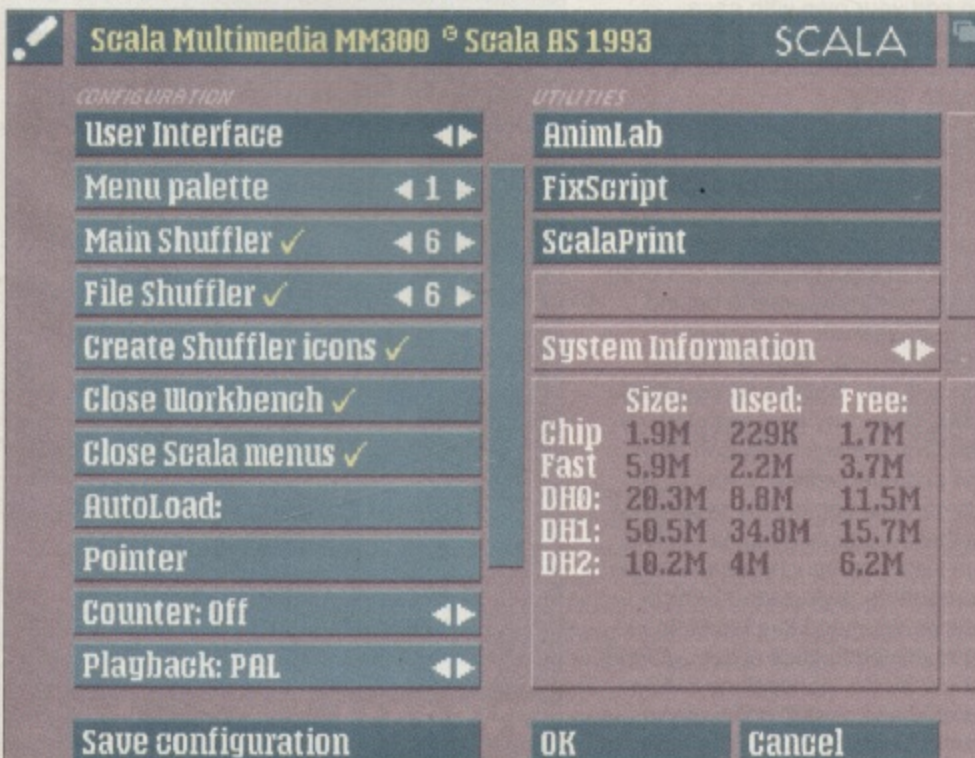 Scala Multimedia MM300 © Scala AS 1993
SCALA
CONFIGURATION
User Interface
Menu palette 1
Main Shuffler ✓ 6
File Shuffler ✓ 6
Create Shuffler icons ✓
Close Workbench ✓
Close Scala menus ✓
AutoLoad:
Pointer
Counter: Off
Playback: PAL
Save configuration
UTILITIES
AnimLab
FixScript
ScalaPrint
System Information
Size: Used: Free:
Chip 1.9M 229K 1.7M
Fast 5.9M 2.2M 3.7M
DH0: 20.3M 8.8M 11.5M
DH1: 50.5M 34.8M 15.7M
DH2: 10.2M 4M 6.2M
OK
Cancel